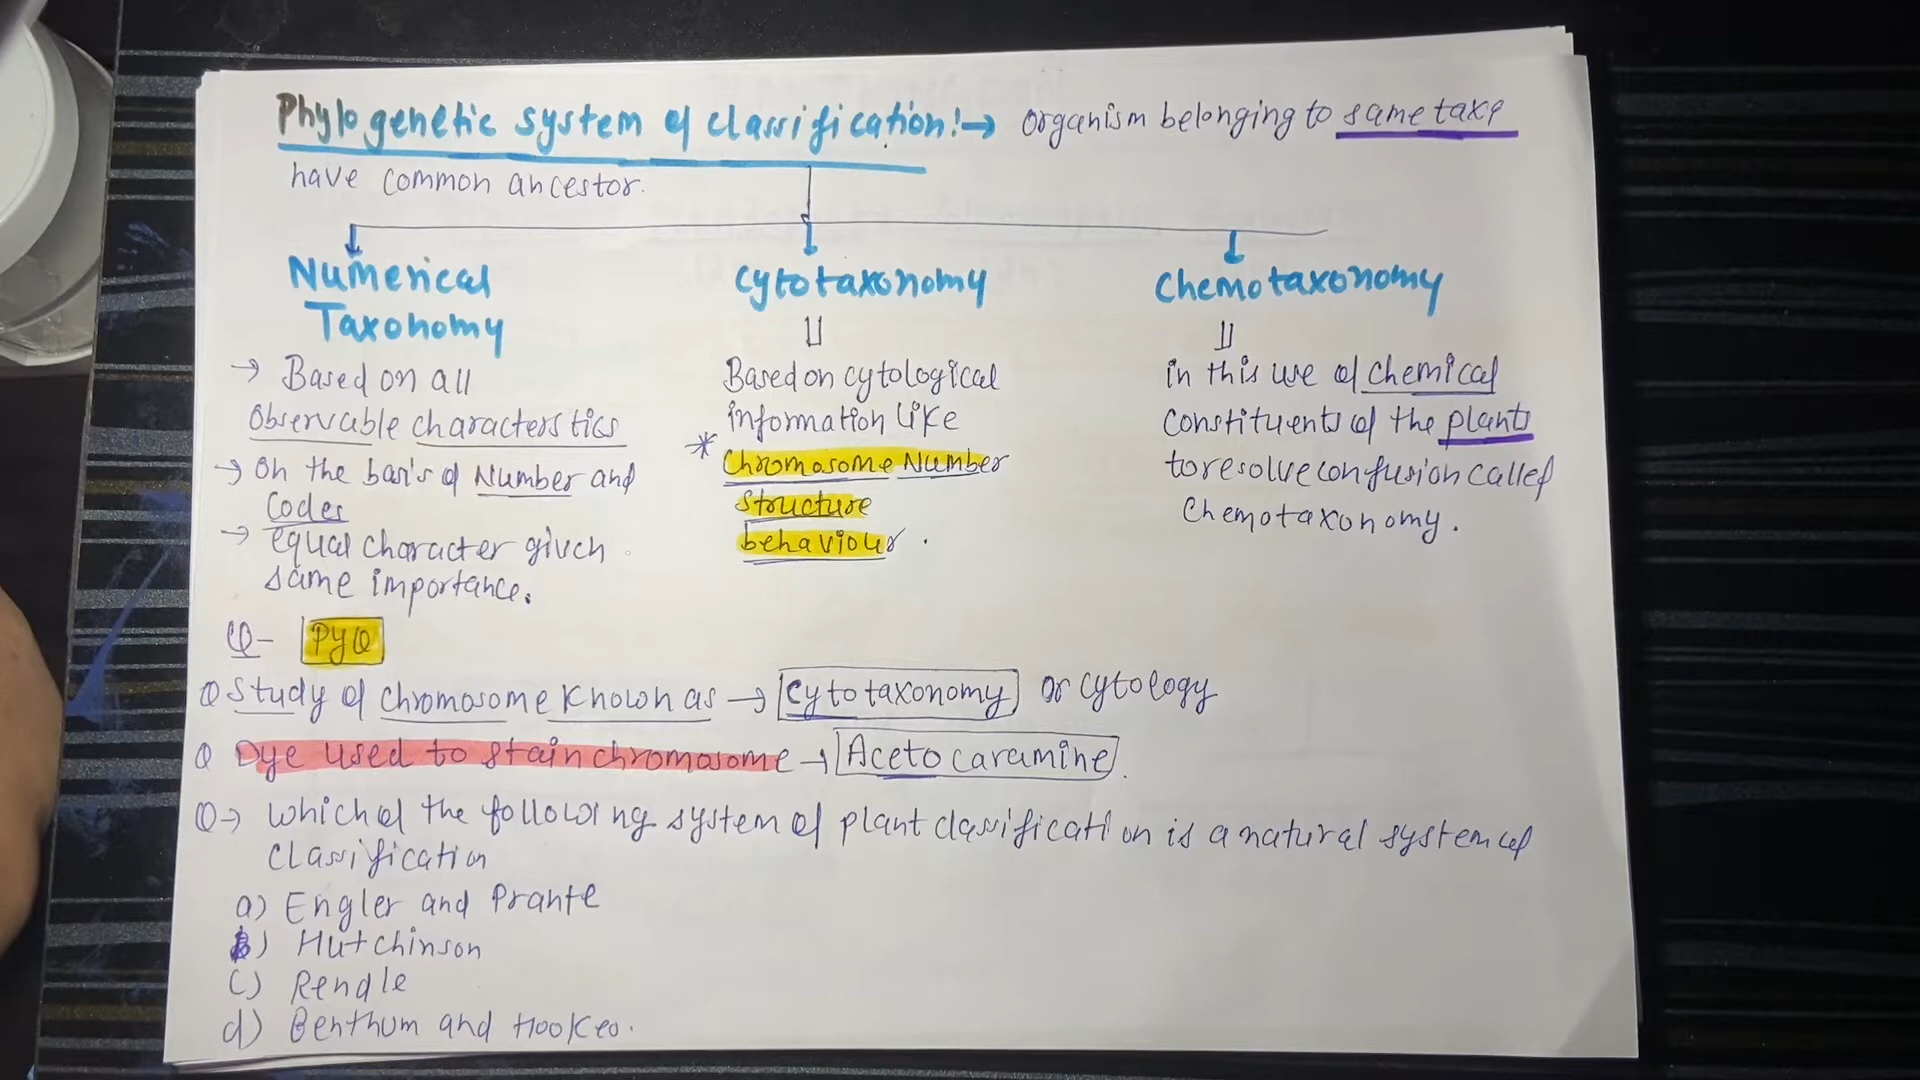 Phylogenetic system of classification!→ organism belonging to same taxa
have common ancestor.
Numerical
Taxonomy
→ Based on all
observable characterstics
→ on the basis of Number and
Codes
→ equal character given
same importance.
Cytotaxonomy
Based on cytological
information like
* Chromosome Number
structure
behaviour.
Chemotaxonomy
in this use of chemical
constituents of the plants
to resolve confusion called
Chemotaxonomy.
Q- PYQ
Q Study of chromosome known as → Cytotaxonomy or cytology
Q Dye used to stain chromosome → Aceto caramine.
Q→ which of the following system of plant classification is a natural system of
classification
a) Engler and Prante
b) Hutchinson
c) Rendle
d) Benthum and Hookeo.